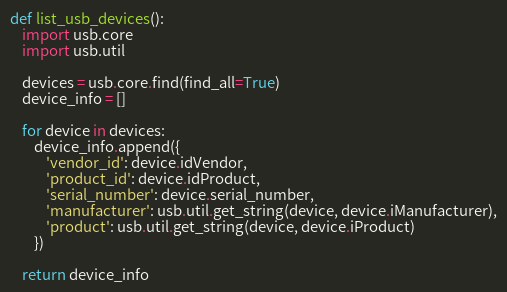 def list_usb_devices():
    import usb.core
    import usb.util

    devices = usb.core.find(find_all=True)
    device_info = []

    for device in devices:
        device_info.append({
            'vendor_id': device.idVendor,
            'product_id': device.idProduct,
            'serial_number': device.serial_number,
            'manufacturer': usb.util.get_string(device, device.iManufacturer),
            'product': usb.util.get_string(device, device.iProduct)
        })

    return device_info